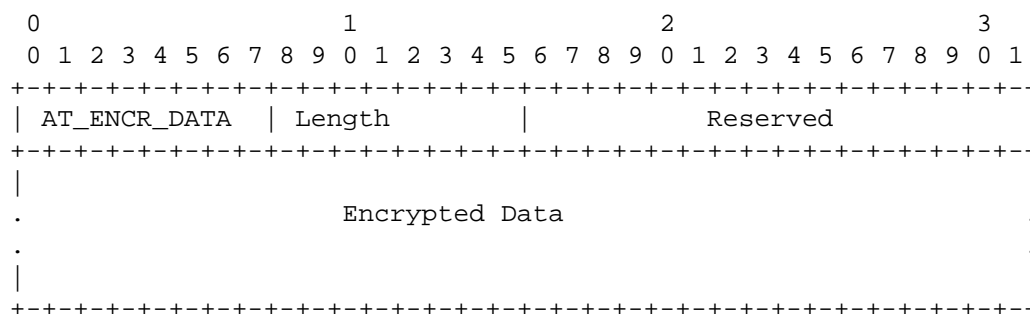 0                   1                   2                   3
 0 1 2 3 4 5 6 7 8 9 0 1 2 3 4 5 6 7 8 9 0 1 2 3 4 5 6 7 8 9 0 1
+-+-+-+-+-+-+-+-+-+-+-+-+-+-+-+-+-+-+-+-+-+-+-+-+-+-+-+-+-+-+-+--
| AT_ENCR_DATA  | Length        |           Reserved
+-+-+-+-+-+-+-+-+-+-+-+-+-+-+-+-+-+-+-+-+-+-+-+-+-+-+-+-+-+-+-+--
|
.                    Encrypted Data                             .
.                                                               .
|
+-+-+-+-+-+-+-+-+-+-+-+-+-+-+-+-+-+-+-+-+-+-+-+-+-+-+-+-+-+-+-+--